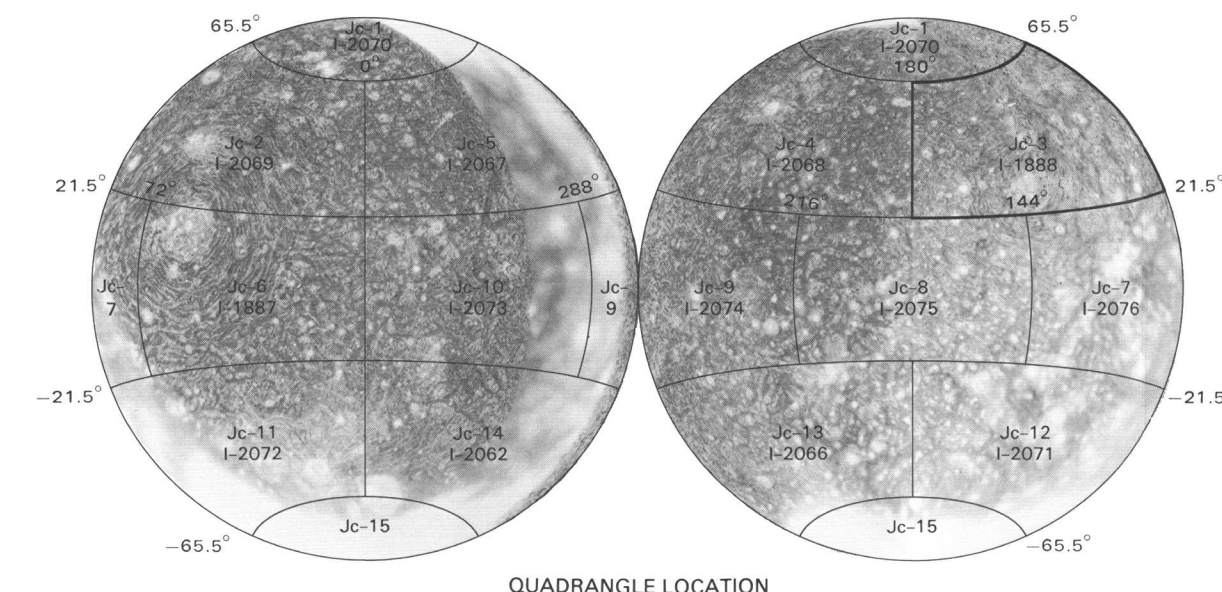 65.5°
Jc–1
I–2070
0°
Jc–2
I–2069
Jc–5
I–2067
21.5°
72°
288°
Jc–
7
Jc–6
I–1887
Jc–10
I–2073
Jc–
9
–21.5°
Jc–11
I–2072
Jc–14
I–2062
Jc–15
–65.5°
Jc–1
I–2070
180°
65.5°
Jc–4
I–2068
Jc–3
I–1888
216°
144°
21.5°
Jc–9
I–2074
Jc–8
I–2075
Jc–7
I–2076
–21.5
Jc–13
I–2066
Jc–12
I–2071
Jc–15
–65.5°
QUADRANGLE LOCATION